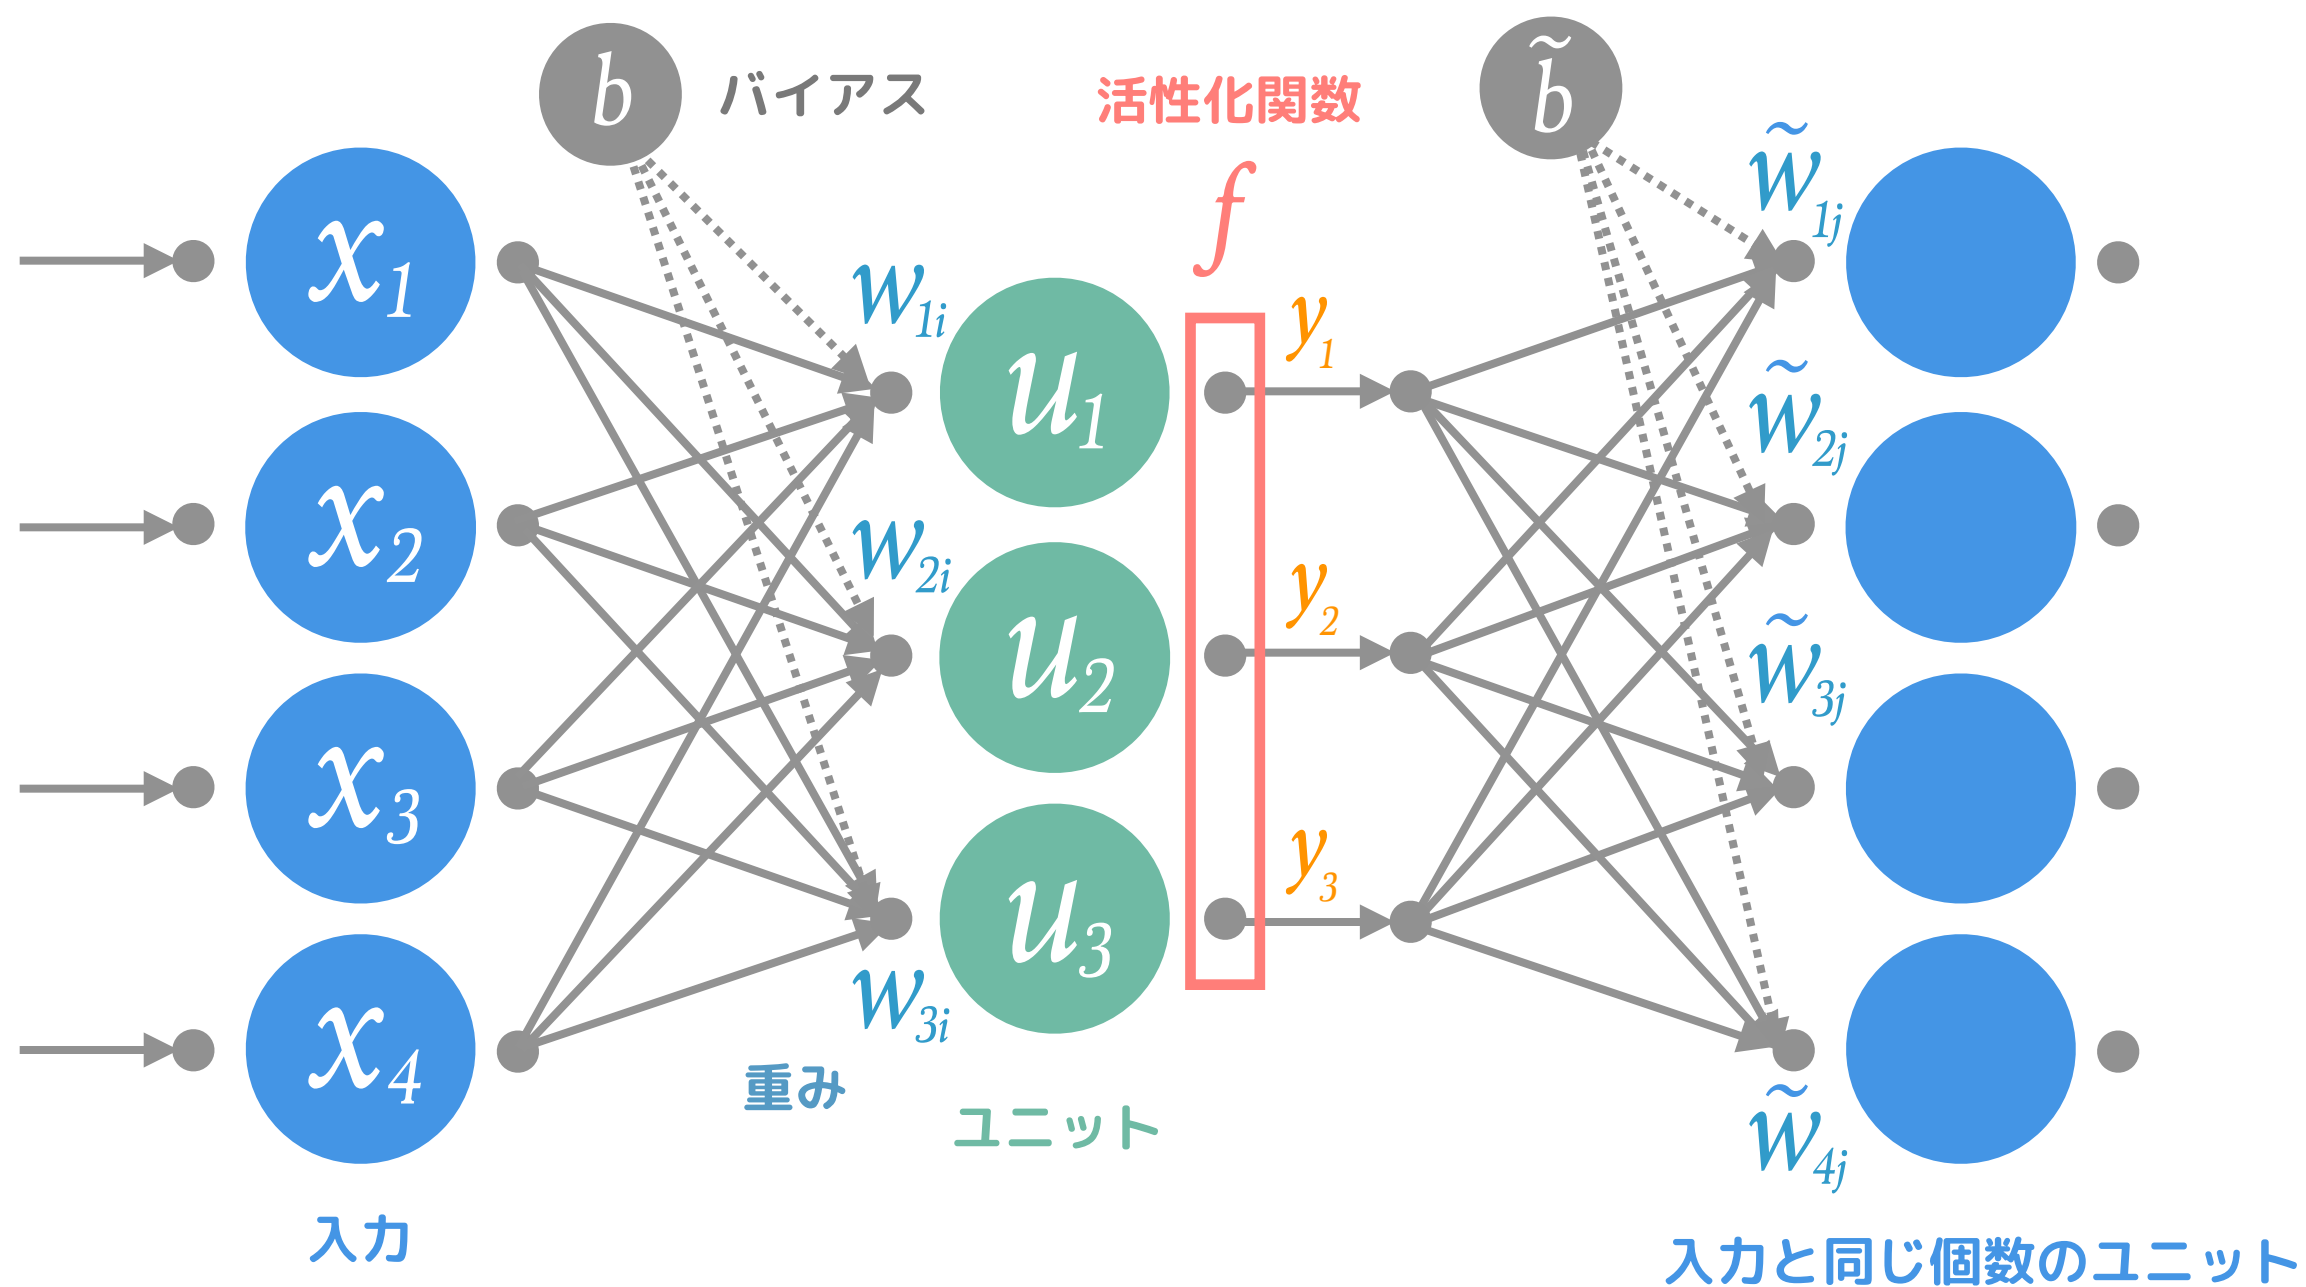 b
バイアス
活性化関数
f
b̃
x1
x2
x3
x4
入力
w1i
w2i
w3i
重み
u1
u2
u3
ユニット
y1
y2
y3
w̃1j
w̃2j
w̃3j
w̃4j
入力と同じ個数のユニット